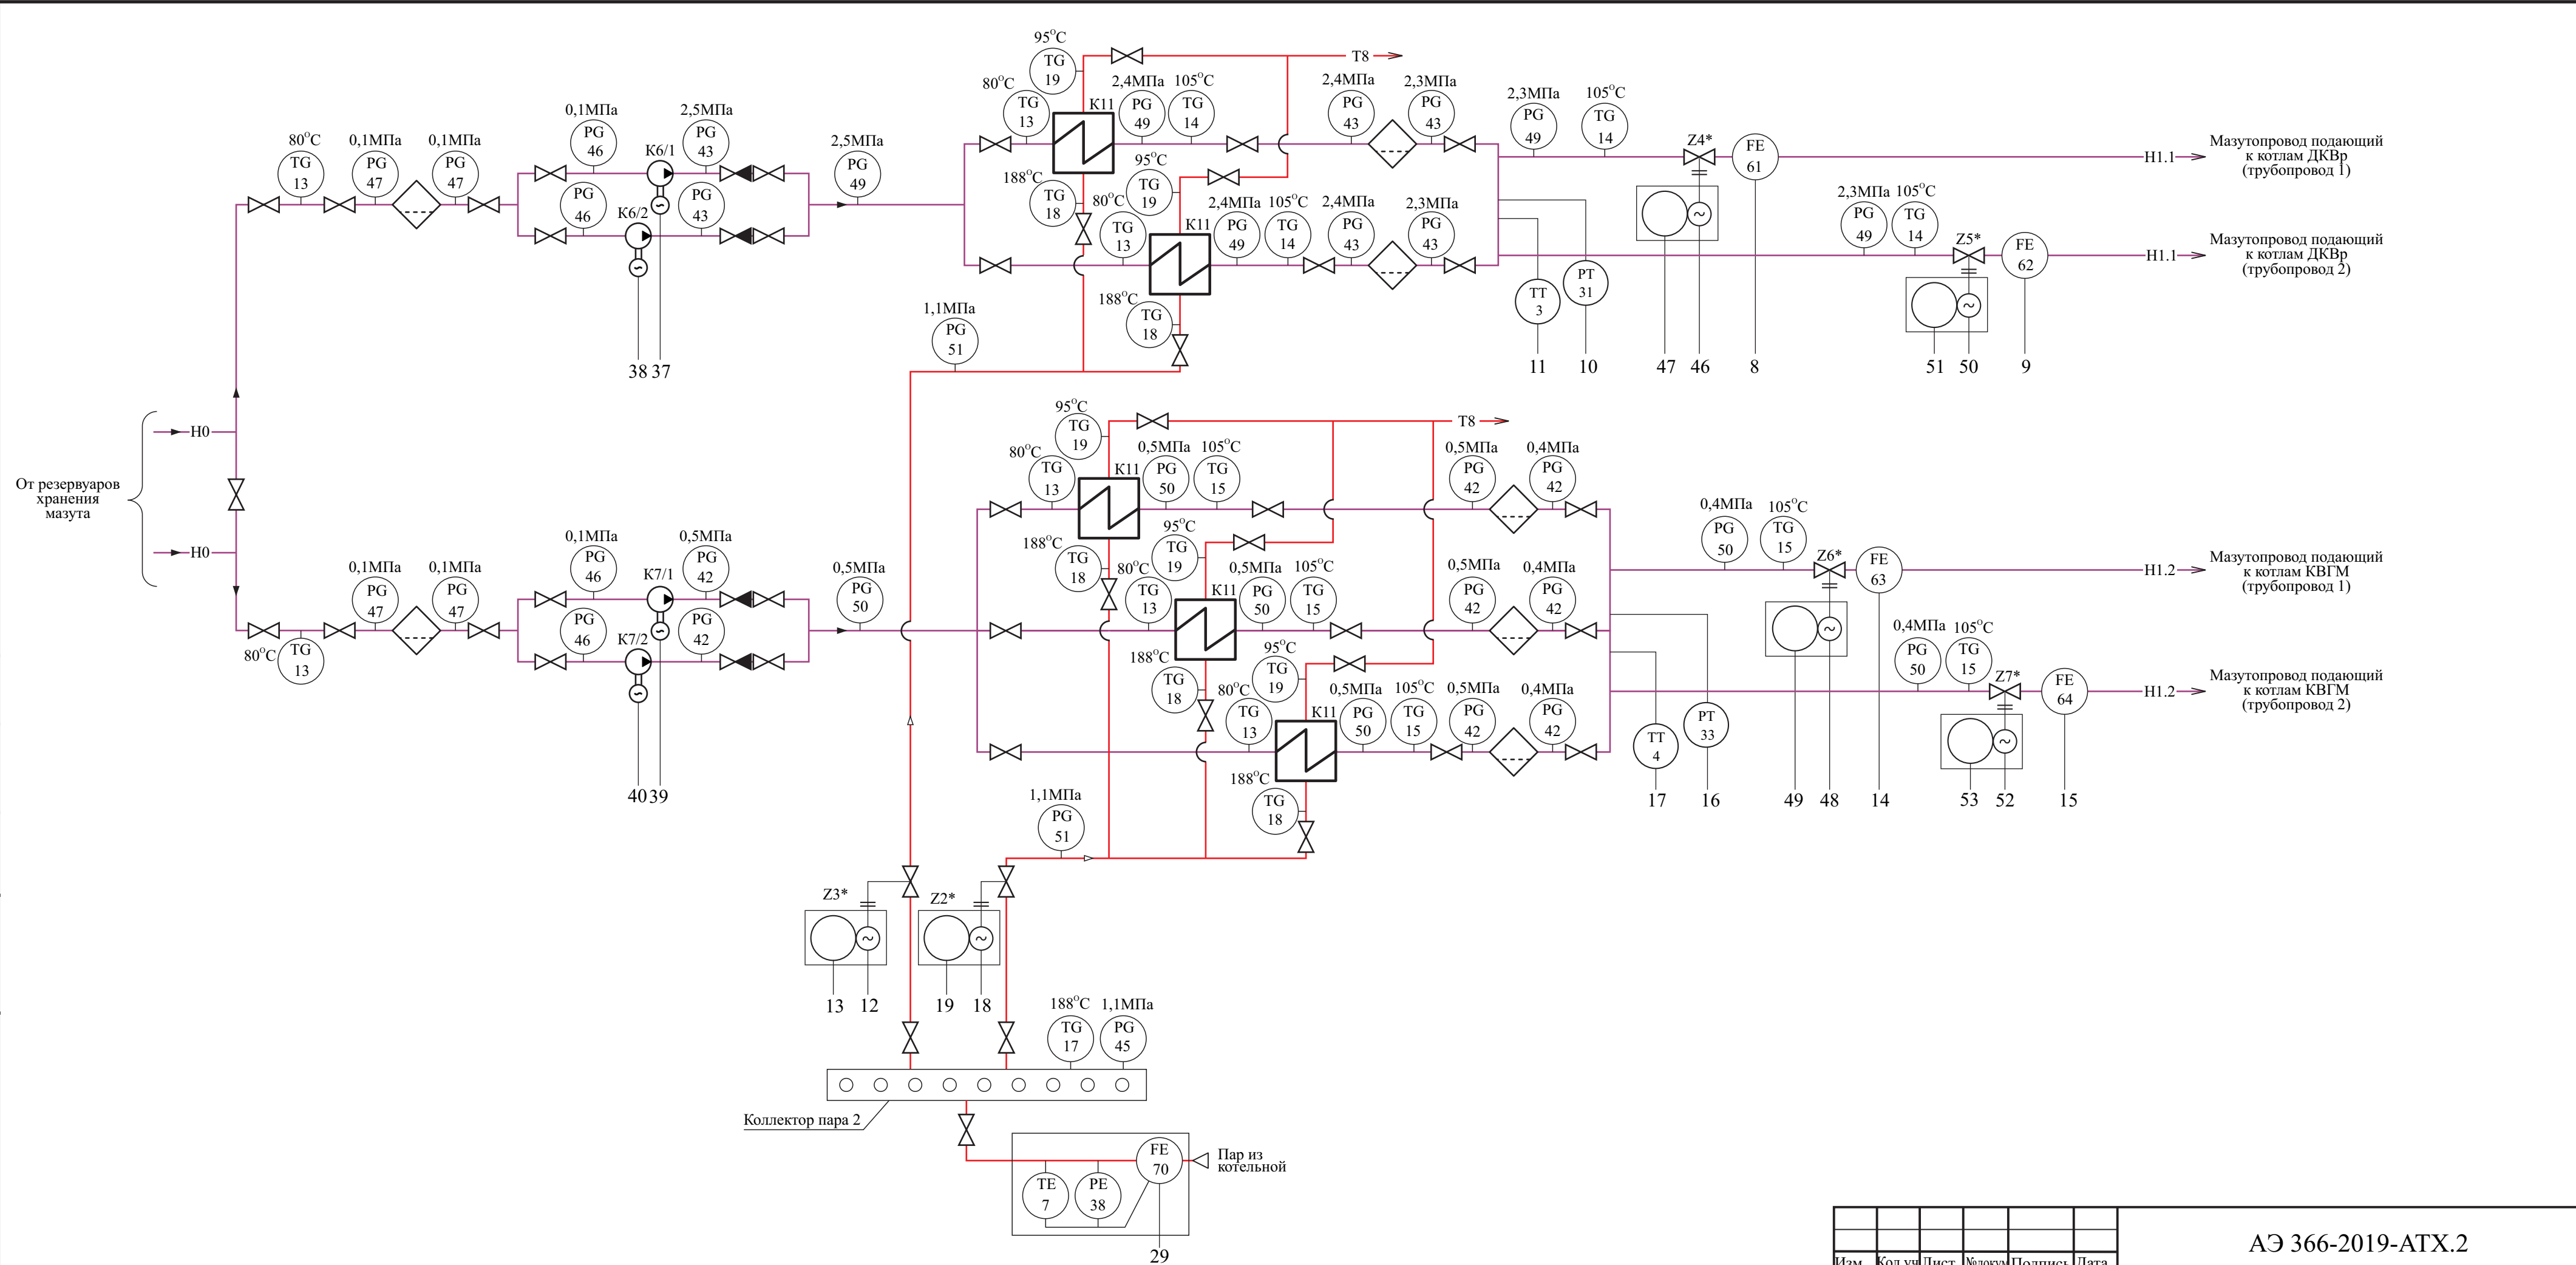 95°C
TG
19
T8
80°C
TG
13
K11
2,4МПа
PG
49
105°C
TG
14
2,4МПа
PG
43
2,3МПа
PG
43
2,3МПа
PG
49
105°C
TG
14
Z4*
FE
61
H1.1
Мазутопровод подающий
к котлам ДКВр
(трубопровод 1)
80°C
TG
13
0,1МПа
PG
47
0,1МПа
PG
47
0,1МПа
PG
46
K6/1
2,5МПа
PG
43
PG
46
K6/2
PG
43
2,5МПа
PG
49
188°C
TG
18
95°C
TG
19
80°C
TG
13
K11
2,4МПа
PG
49
105°C
TG
14
2,4МПа
PG
43
2,3МПа
PG
43
2,3МПа
PG
49
105°C
TG
14
Z5*
FE
62
H1.1
Мазутопровод подающий
к котлам ДКВр
(трубопровод 2)
188°C
TG
18
TT
3
PT
31
1,1МПа
PG
51
38 37
11
10
47
46
8
51
50
9
H0
От резервуаров
хранения
мазута
H0
95°C
TG
19
T8
80°C
TG
13
K11
0,5МПа
PG
50
105°C
TG
15
0,5МПа
PG
42
0,4МПа
PG
42
188°C
TG
18
95°C
TG
19
80°C
TG
13
K11
0,5МПа
PG
50
105°C
TG
15
0,5МПа
PG
42
0,4МПа
PG
42
0,4МПа
PG
50
105°C
TG
15
Z6*
FE
63
H1.2
Мазутопровод подающий
к котлам КВГМ
(трубопровод 1)
80°C
TG
13
0,1МПа
PG
47
0,1МПа
PG
47
0,1МПа
PG
46
K7/1
0,5МПа
PG
42
PG
46
K7/2
PG
42
0,5МПа
PG
50
188°C
TG
18
95°C
TG
19
80°C
TG
13
K11
0,5МПа
PG
50
105°C
TG
15
0,5МПа
PG
42
0,4МПа
PG
42
188°C
TG
18
TT
4
PT
33
0,4МПа
PG
50
105°C
TG
15
Z7*
FE
64
H1.2
Мазутопровод подающий
к котлам КВГМ
(трубопровод 2)
40 39
17
16
49
48
14
53
52
15
1,1МПа
PG
51
Z3*
Z2*
13
12
19
18
188°C
TG
17
1,1МПа
PG
45
Коллектор пара 2
TE
7
PE
38
FE
70
Пар из
котельной
29
АЭ 366-2019-АТХ.2
Изм. Кол.уч Лист №докум Подпись Дата